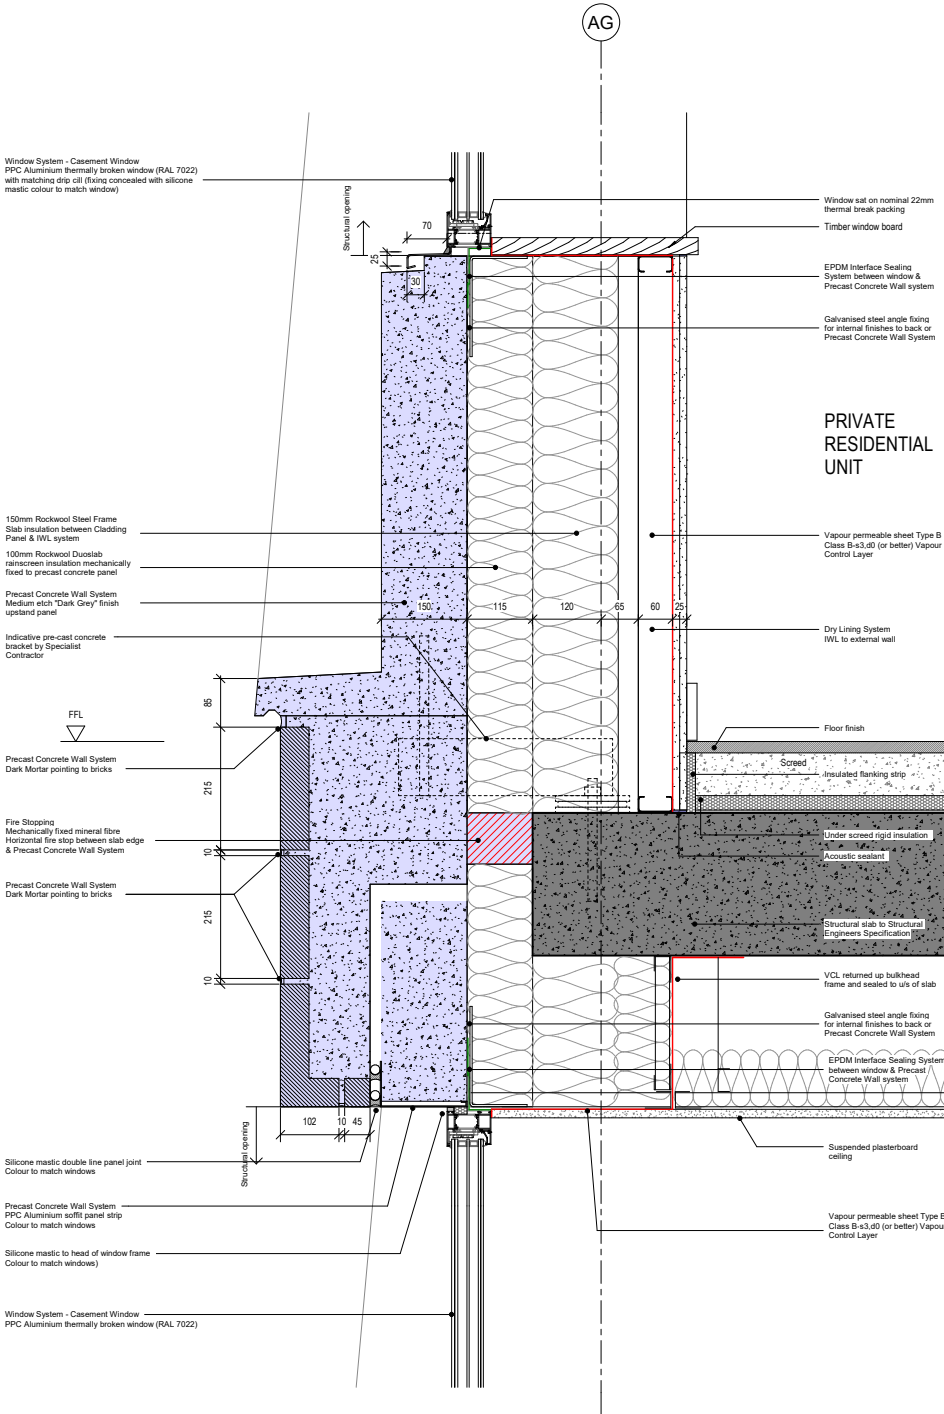 AG
Window System - Casement Window
PPC Aluminium thermally broken window (RAL 7022)
with matching drip cill (fixing concealed with silicone
mastic colour to match window)
Structural opening
70
25
30
Window sat on nominal 22mm
thermal break packing
Timber window board
EPDM Interface Sealing
System between window &
Precast Concrete Wall system
Galvanised steel angle fixing
for internal finishes to back or
Precast Concrete Wall System
PRIVATE
RESIDENTIAL
UNIT
150mm Rockwool Steel Frame
Slab insulation between Cladding
Panel & IWL system
100mm Rockwool Duoslab
rainscreen insulation mechanically
fixed to precast concrete panel
Precast Concrete Wall System
Medium etch "Dark Grey" finish
upstand panel
Indicative pre-cast concrete
bracket by Specialist
Contractor
150
115
120
65
60
25
Vapour permeable sheet Type B
Class B-s3,d0 (or better) Vapour
Control Layer
Dry Lining System
IWL to external wall
85
FFL
Precast Concrete Wall System
Dark Mortar pointing to bricks
215
Fire Stopping
Mechanically fixed mineral fibre
Horizontal fire stop between slab edge
& Precast Concrete Wall System
10
Precast Concrete Wall System
Dark Mortar pointing to bricks
215
10
Floor finish
Screed
Insulated flanking strip
Under screed rigid insulation
Acoustic sealant
Structural slab to Structural
Engineers Specification
VCL returned up bulkhead
frame and sealed to u/s of slab
Galvanised steel angle fixing
for internal finishes to back or
Precast Concrete Wall System
EPDM Interface Sealing System
between window & Precast
Concrete Wall system
102
10
45
Structural opening
Silicone mastic double line panel joint
Colour to match windows
Precast Concrete Wall System
PPC Aluminium soffit panel strip
Colour to match windows
Silicone mastic to head of window frame
Colour to match windows)
Window System - Casement Window
PPC Aluminium thermally broken window (RAL 7022)
Suspended plasterboard
ceiling
Vapour permeable sheet Type B
Class B-s3,d0 (or better) Vapour
Control Layer